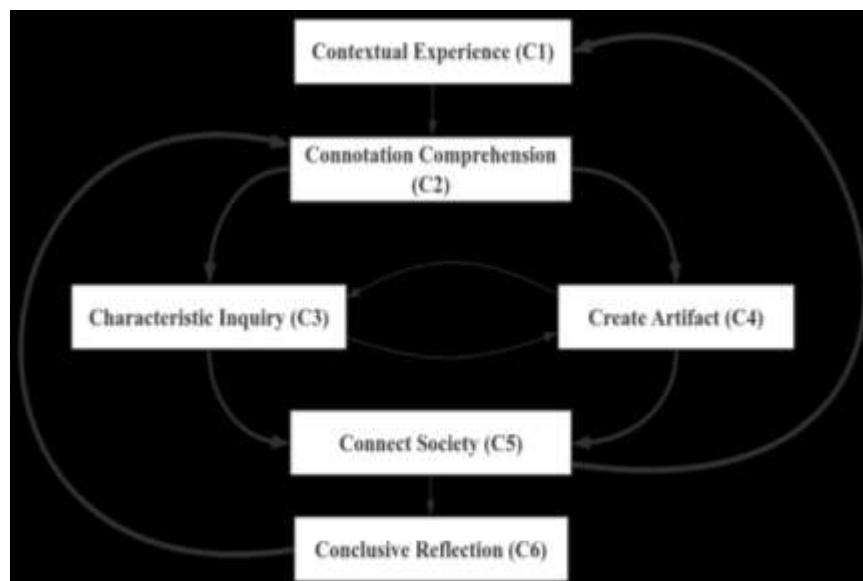 Contextual Experience (C1)
Connotation Comprehension
(C2)
Characteristic Inquiry (C3)
Create Artifact (C4)
Connect Society (C5)
Conclusive Reflection (C6)